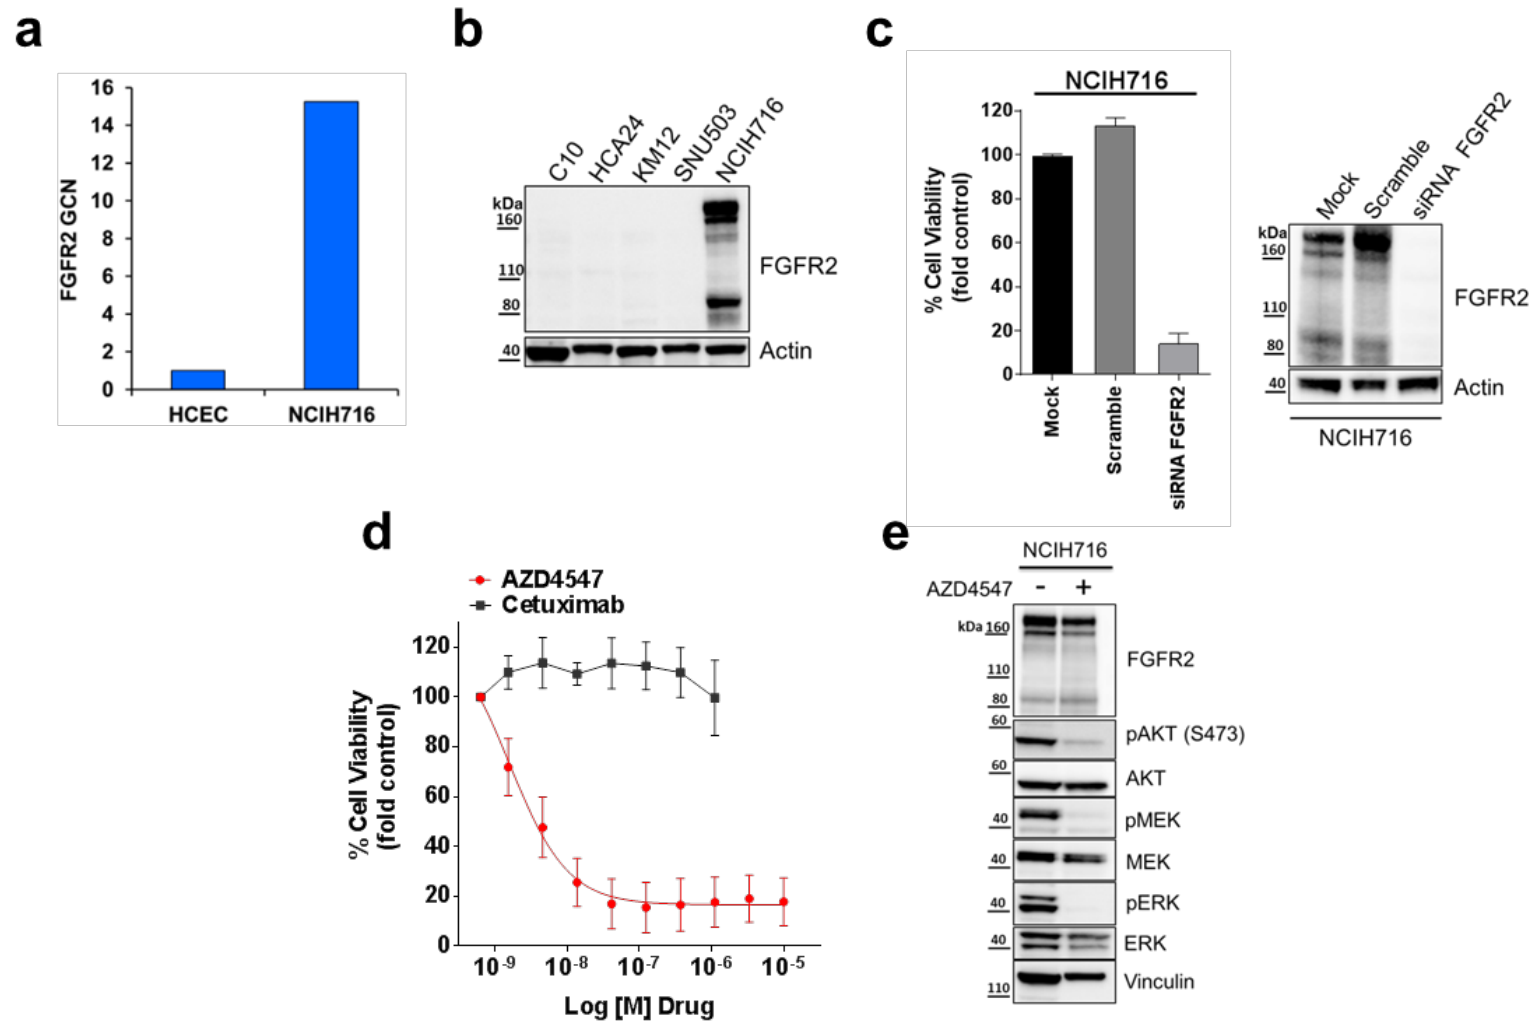 a
16
14
12
10
8
6
4
2
0
FGFR2 GCN
HCEC NCIH716
b
C10 HCA24 KM12 SNU503 NCIH716
kDa
160
110
80
40
FGFR2
Actin
c
NCIH716
120
100
80
60
40
20
0
% Cell Viability
(fold control)
Mock Scramble siRNA FGFR2
Mock Scramble siRNA FGFR2
kDa
160
110
80
40
FGFR2
Actin
NCIH716
d
AZD4547
Cetuximab
120
100
80
60
40
20
0
% Cell Viability
(fold control)
10-9 10-8 10-7 10-6 10-5
Log [M] Drug
e
NCIH716
AZD4547 - +
kDa 160
110
80
FGFR2
60
pAKT (S473)
60
AKT
40
pMEK
40
MEK
40
pERK
40
ERK
110
Vinculin